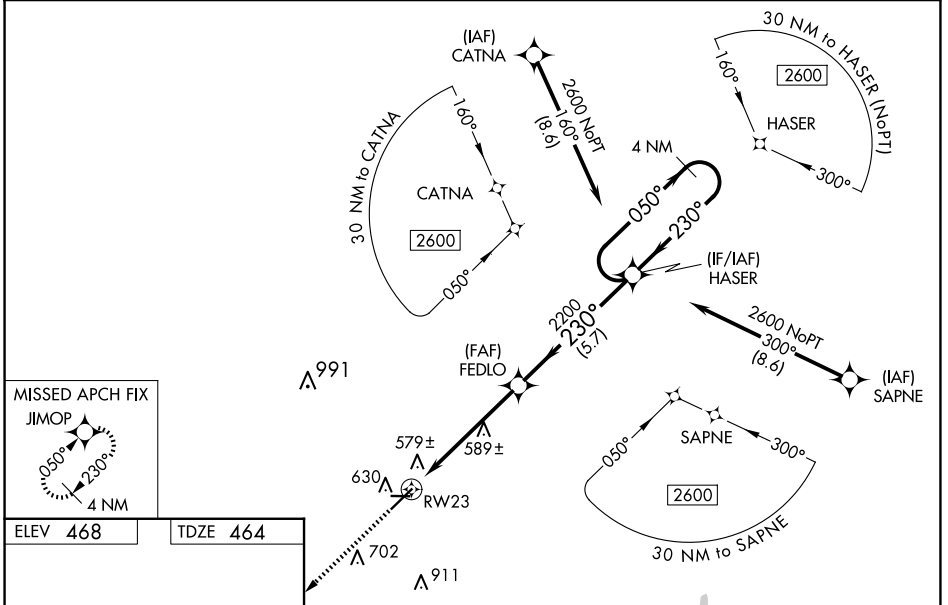 (IAF)
CATNA
2600 NoPT
160°
(8.6)
30 NM to HASER (NoPT)
160°
2600
HASER
300°
30 NM to CATNA
160°
CATNA
2600
050°
4 NM
050°
230°
(IF/IAF)
HASER
2200
230°
(5.7)
2600 NoPT
300°
(8.6)
(IAF)
SAPNE
(FAF)
FEDLO
991
MISSED APCH FIX
JIMOP
050°
230°
4 NM
579±
589±
630
RW23
702
911
050°
SAPNE
300°
2600
30 NM to SAPNE
ELEV 468
TDZE 464